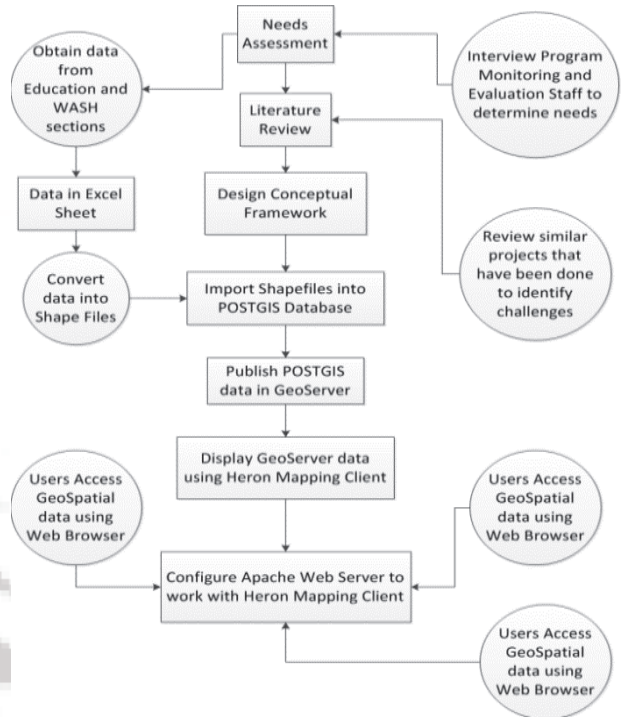 Needs
Assessment
Obtain data
from
Education and
WASH
sections
Interview Program
Monitoring and
Evaluation Staff to
determine needs
Literature
Review
Data in Excel
Sheet
Design Conceptual
Framework
Review similar
projects that
have been done
to identify
challenges
Convert
data into
Shape Files
Import Shapefiles into
POSTGIS Database
Publish POSTGIS
data in GeoServer
Display GeoServer data
using Heron Mapping Client
Users Access
GeoSpatial
data using
Web Browser
Users Access
GeoSpatial
data using
Web Browser
Configure Apache Web Server to
work with Heron Mapping Client
Users Access
GeoSpatial
data using
Web Browser